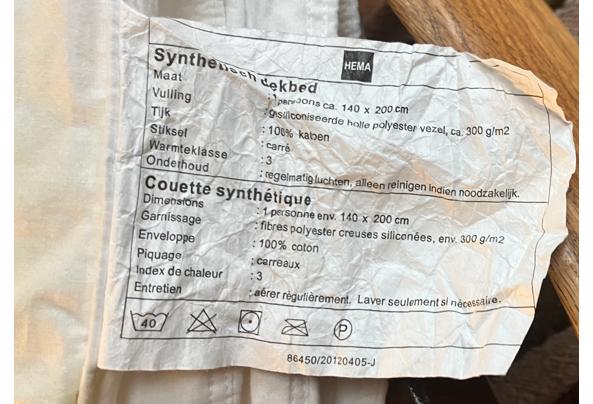 HEMA
Synthetisch dekbed
Maat : 1 persoons ca. 140 x 200 cm
Vulling : gisiliconiseerde holle polyester vezel, ca. 300 g/m2
Tijk : 100% katoen
Stiksel : carré
Warmteklasse : 3
Onderhoud : regelmatig luchten, alleen reinigen indien noodzakelijk.
Couette synthétique
Dimensions : 1 personne env. 140 x 200 cm
Garnissage : fibres polyester creuses siliconées, env. 300 g/m2
Enveloppe : 100% coton
Piquage : carreaux
Index de chaleur : 3
Entretien : aérer régulièrement. Laver seulement si nécessaire.
40 P
86450/20120405-J